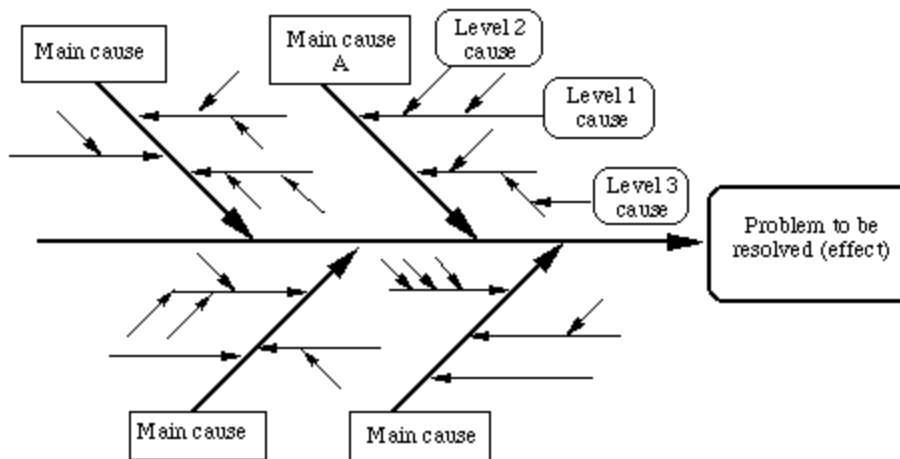 Main cause
Main cause
A
Level 2
cause
Level 1
cause
Level 3
cause
Problem to be
resolved (effect)
Main cause
Main cause